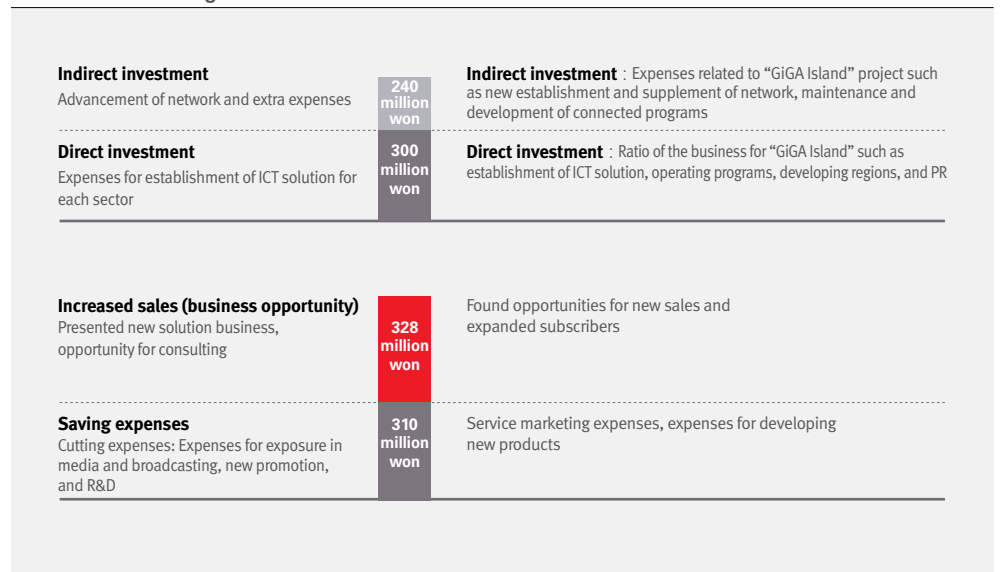 Indirect investment
Advancement of network and extra expenses
240
million
won
Indirect investment : Expenses related to “GiGA Island” project such
as new establishment and supplement of network, maintenance and
development of connected programs
Direct investment
Expenses for establishment of ICT solution for
each sector
300
million
won
Direct investment : Ratio of the business for “GiGA Island” such as
establishment of ICT solution, operating programs, developing regions, and PR
Increased sales (business opportunity)
Presented new solution business,
opportunity for consulting
328
million
won
Found opportunities for new sales and
expanded subscribers
Saving expenses
Cutting expenses: Expenses for exposure in
media and broadcasting, new promotion,
and R&D
310
million
won
Service marketing expenses, expenses for developing
new products